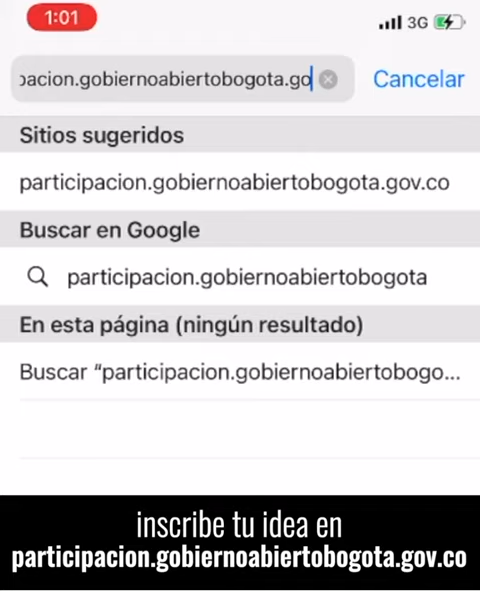 1:01
3G
pacion.gobiernoabiertobogota.go
Cancelar
Sitios sugeridos
participacion.gobiernoabiertobogota.gov.co
Buscar en Google
participacion.gobiernoabiertobogota
En esta página (ningún resultado)
Buscar “participacion.gobiernoabiertobogo...
inscribe tu idea en
participacion.gobiernoabiertobogota.gov.co